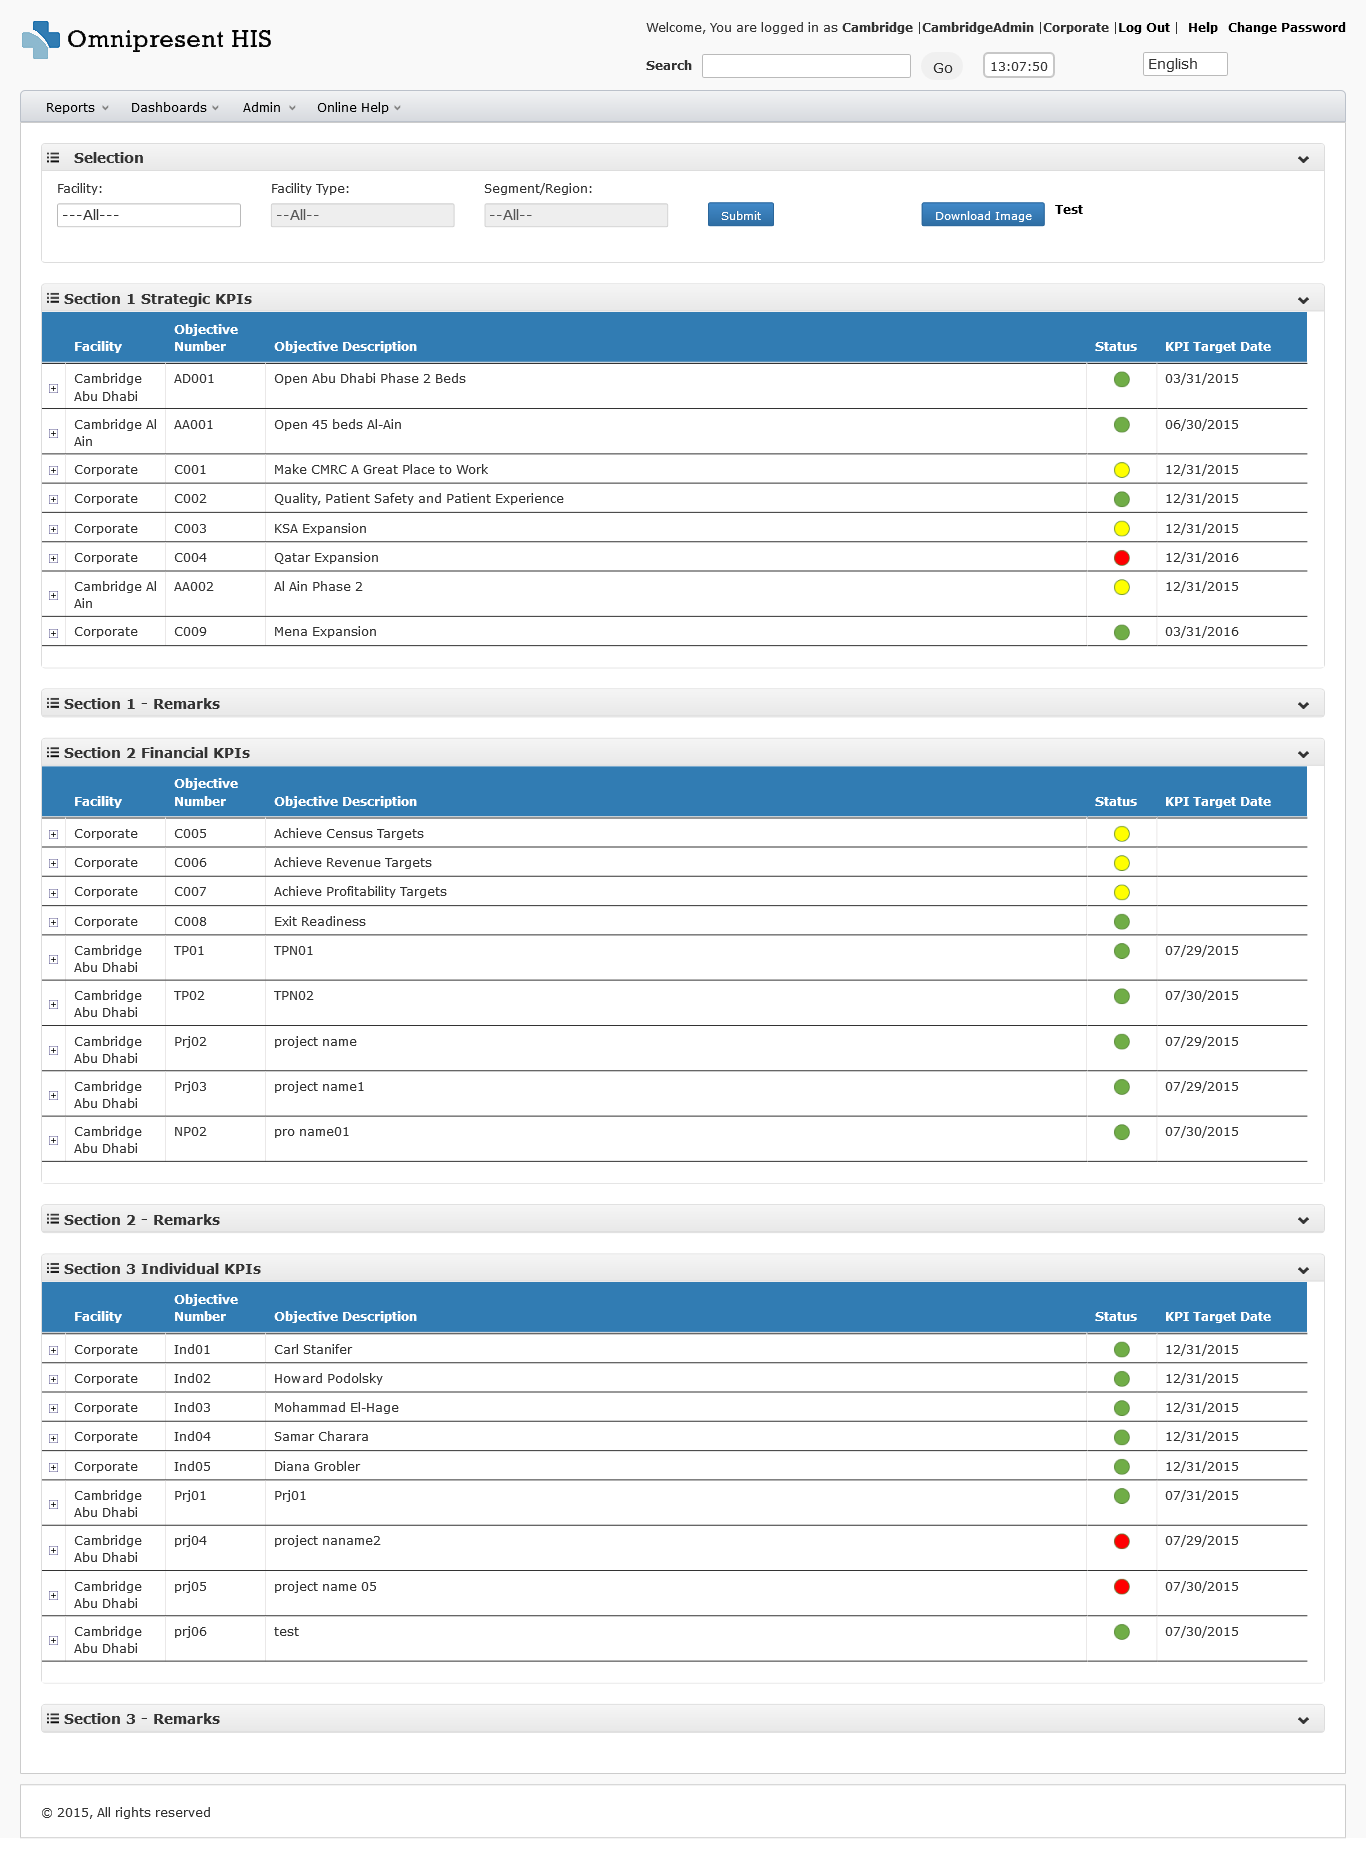 Omnipresent HIS
Welcome, You are logged in as Cambridge |CambridgeAdmin |Corporate |Log Out | Help Change Password
Search Go 13:07:50 English
Reports Dashboards Admin Online Help
Selection
Facility: Facility Type: Segment/Region:
---All--- --All-- --All-- Submit Download Image Test
Section 1 Strategic KPIs
Objective
Facility Number Objective Description Status KPI Target Date
Cambridge AD001 Open Abu Dhabi Phase 2 Beds 03/31/2015
Abu Dhabi
Cambridge Al AA001 Open 45 beds Al-Ain 06/30/2015
Ain
Corporate C001 Make CMRC A Great Place to Work 12/31/2015
Corporate C002 Quality, Patient Safety and Patient Experience 12/31/2015
Corporate C003 KSA Expansion 12/31/2015
Corporate C004 Qatar Expansion 12/31/2016
Cambridge Al AA002 Al Ain Phase 2 12/31/2015
Ain
Corporate C009 Mena Expansion 03/31/2016
Section 1 - Remarks
Section 2 Financial KPIs
Objective
Facility Number Objective Description Status KPI Target Date
Corporate C005 Achieve Census Targets
Corporate C006 Achieve Revenue Targets
Corporate C007 Achieve Profitability Targets
Corporate C008 Exit Readiness
Cambridge TP01 TPN01 07/29/2015
Abu Dhabi
Cambridge TP02 TPN02 07/30/2015
Abu Dhabi
Cambridge Prj02 project name 07/29/2015
Abu Dhabi
Cambridge Prj03 project name1 07/29/2015
Abu Dhabi
Cambridge NP02 pro name01 07/30/2015
Abu Dhabi
Section 2 - Remarks
Section 3 Individual KPIs
Objective
Facility Number Objective Description Status KPI Target Date
Corporate Ind01 Carl Stanifer 12/31/2015
Corporate Ind02 Howard Podolsky 12/31/2015
Corporate Ind03 Mohammad El-Hage 12/31/2015
Corporate Ind04 Samar Charara 12/31/2015
Corporate Ind05 Diana Grobler 12/31/2015
Cambridge Prj01 Prj01 07/31/2015
Abu Dhabi
Cambridge prj04 project naname2 07/29/2015
Abu Dhabi
Cambridge prj05 project name 05 07/30/2015
Abu Dhabi
Cambridge prj06 test 07/30/2015
Abu Dhabi
Section 3 - Remarks
© 2015, All rights reserved